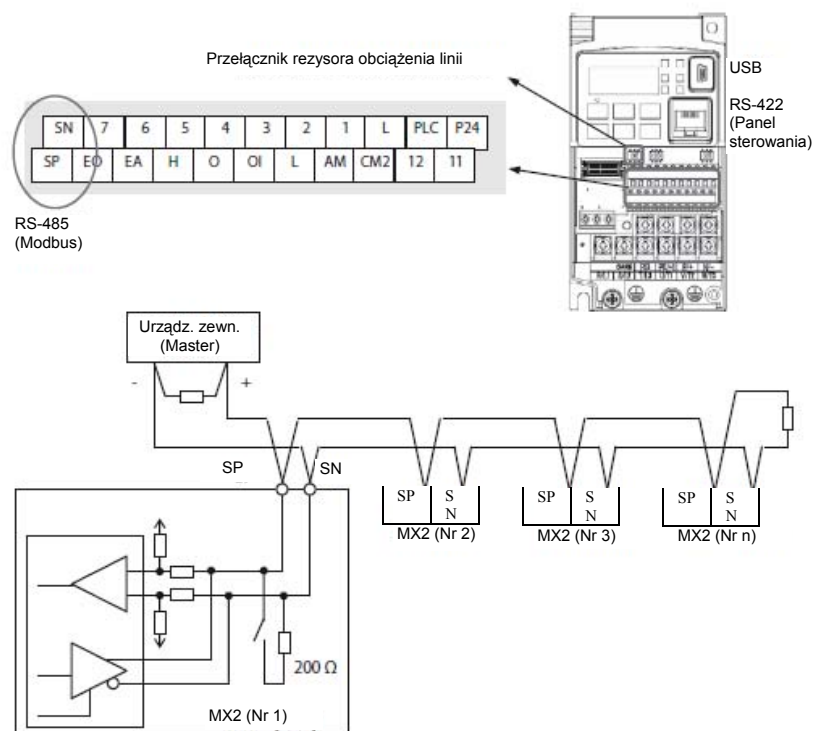 Przełącznik rezysora obciążenia linii
USB
RS-422
(Panel
sterowania)
SN 7 6 5 4 3 2 1 L PLC P24
SP EO EA H O OI L AM CM2 12 11
RS-485
(Modbus)
Urządz. zewn.
(Master)
- +
SP SN
SP S N
MX2 (Nr 2)
SP S N
MX2 (Nr 3)
SP S N
MX2 (Nr n)
200 Ω
MX2 (Nr 1)